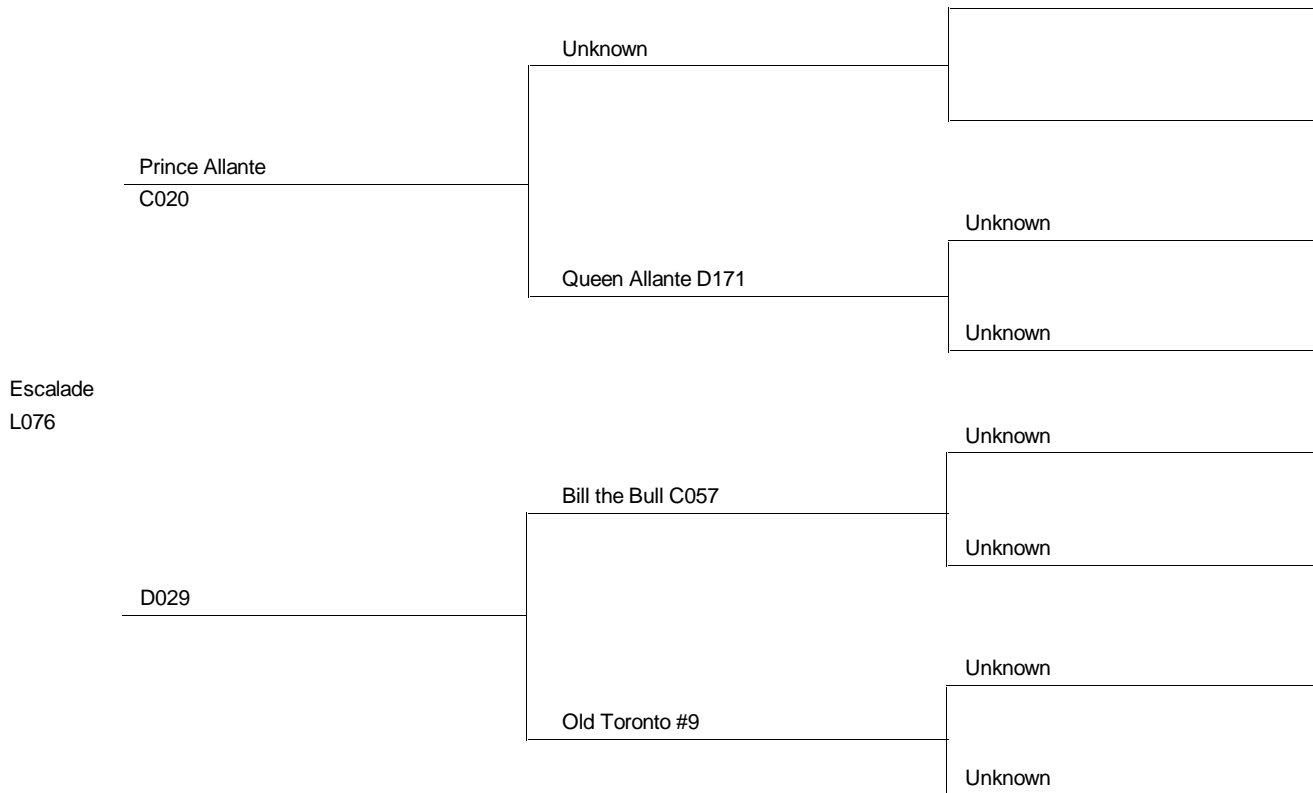 Unknown
Prince Allante
C020
Unknown
Queen Allante D171
Unknown
Escalade
L076
Unknown
Bill the Bull C057
Unknown
D029
Unknown
Old Toronto #9
Unknown